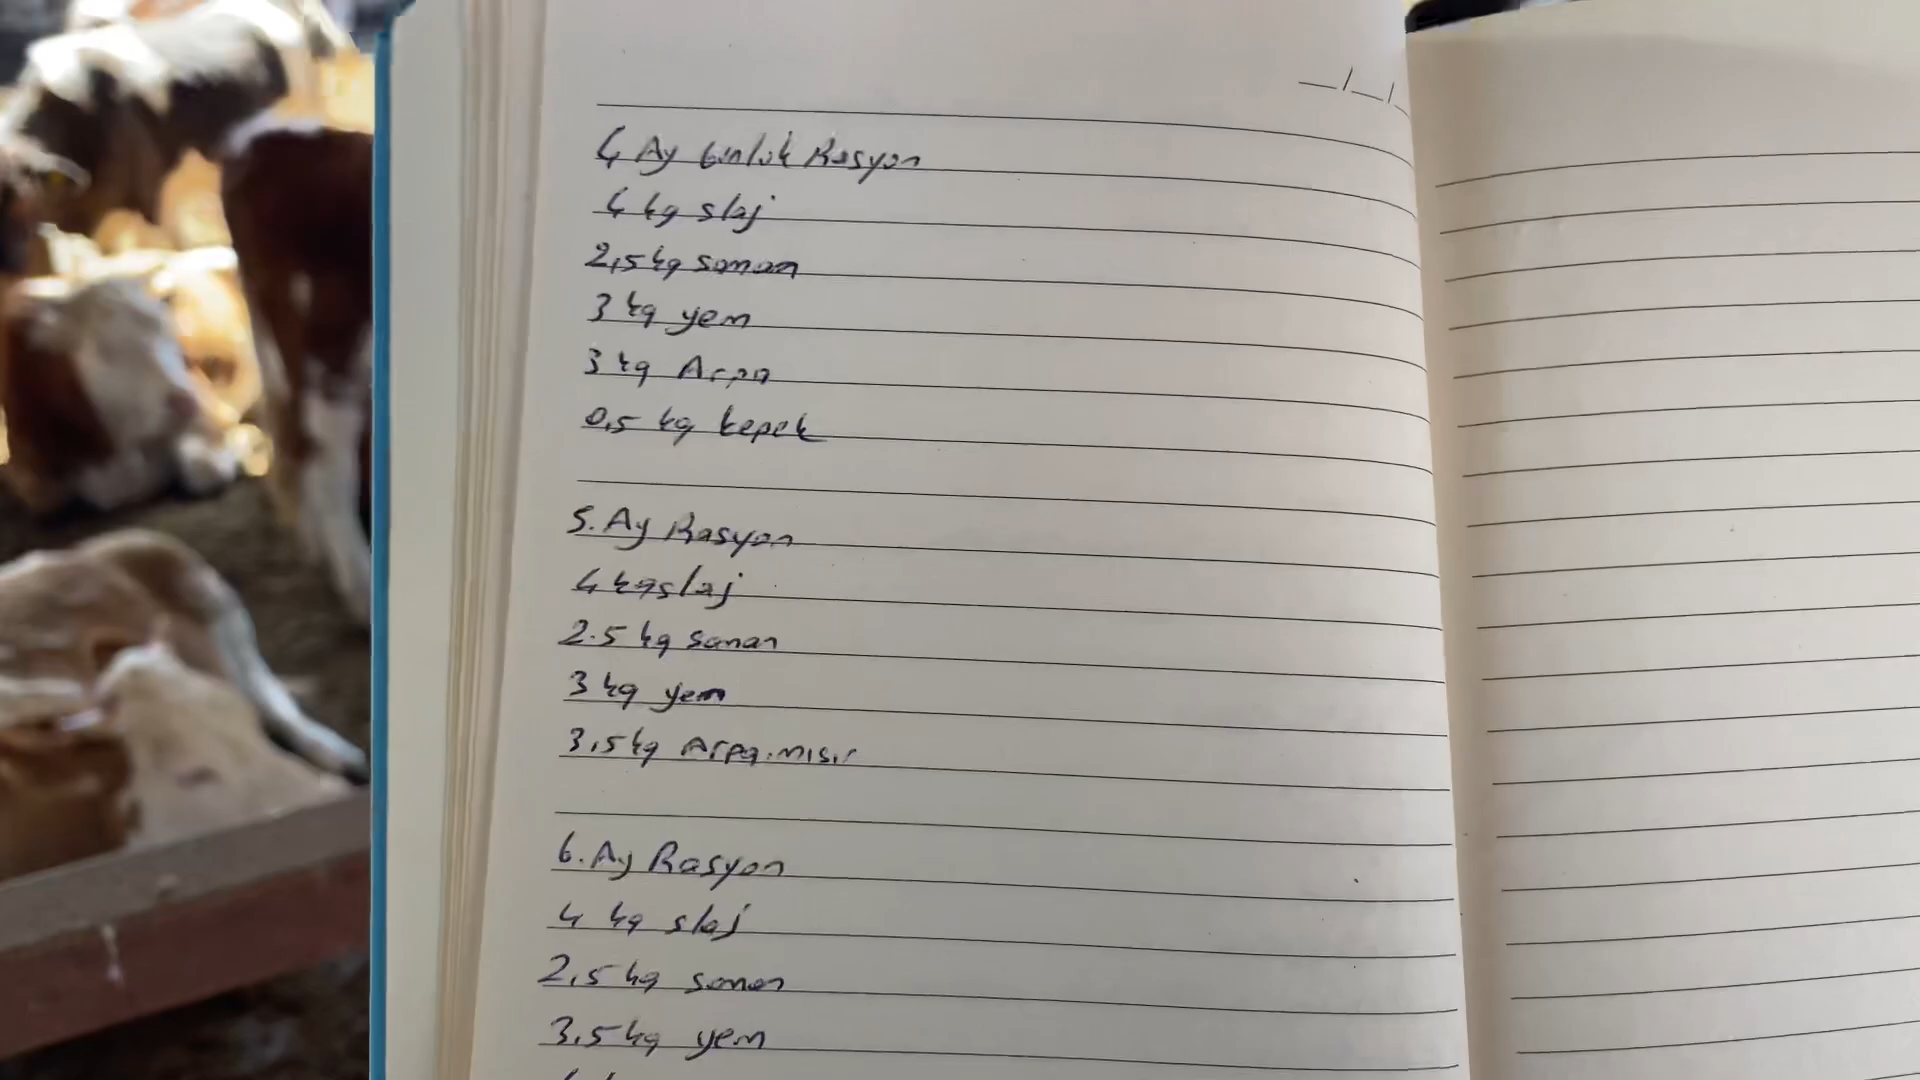 4 Ay Günlük Rasyon
4 kg slaj
2,5 kg saman
3 kg yem
3 kg Arpa
0,5 kg kepek
5. Ay Rasyon
4 kg slaj
2.5 kg saman
3 kg yem
3,5 kg Arpa.mısır
6. Ay Rasyon
4 kg slaj
2,5 kg saman
3.5 kg yem